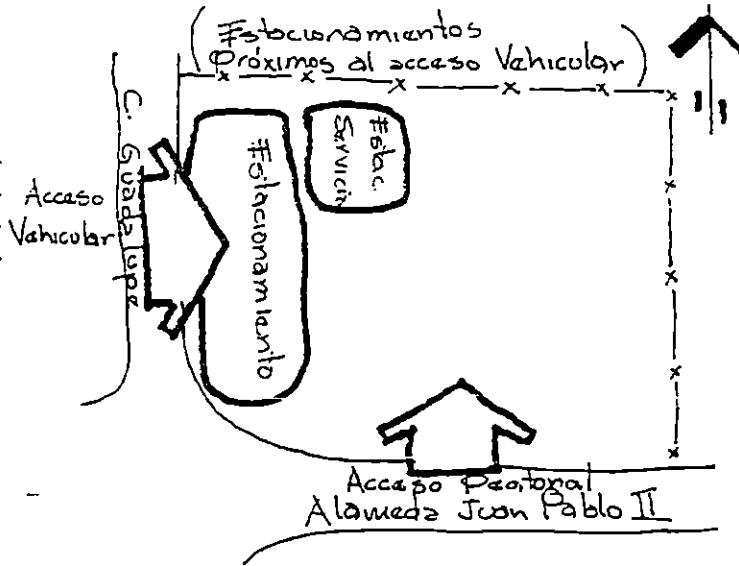 (Estacionamientos
Próximos al acceso Vehicular)
C. Guadalupe
Acceso
Vehicular
Estacionamiento
Estac.
Servicio
Acceso Peatonal
Alameda Juan Pablo II